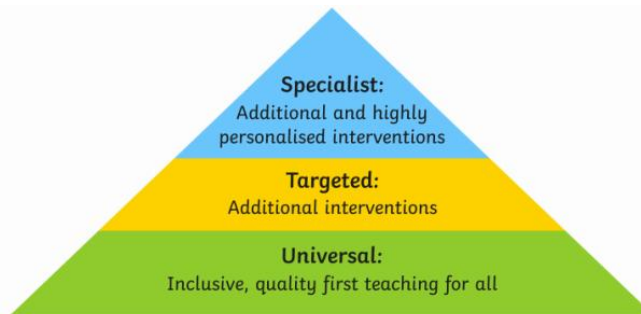 Specialist:
Additional and highly
personalised interventions
Targeted:
Additional interventions
Universal:
Inclusive, quality first teaching for all